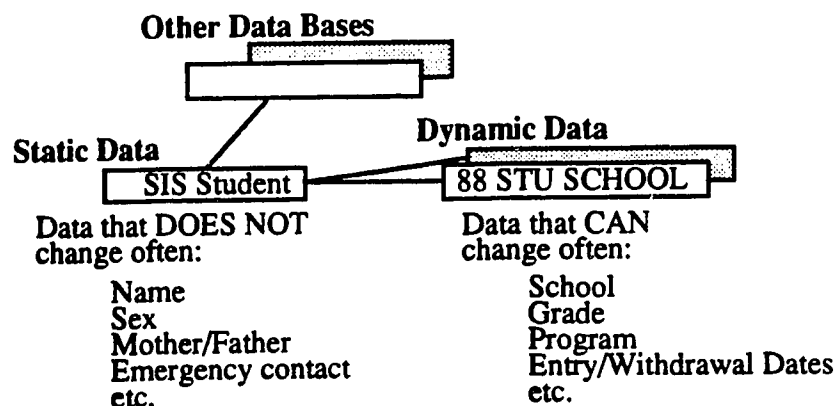 Other Data Bases
Dynamic Data
Static Data
SIS Student
88 STU SCHOOL
Data that DOES NOT
change often:
Name
Sex
Mother/Father
Emergency contact
etc.
Data that CAN
change often:
School
Grade
Program
Entry/Withdrawal Dates
etc.